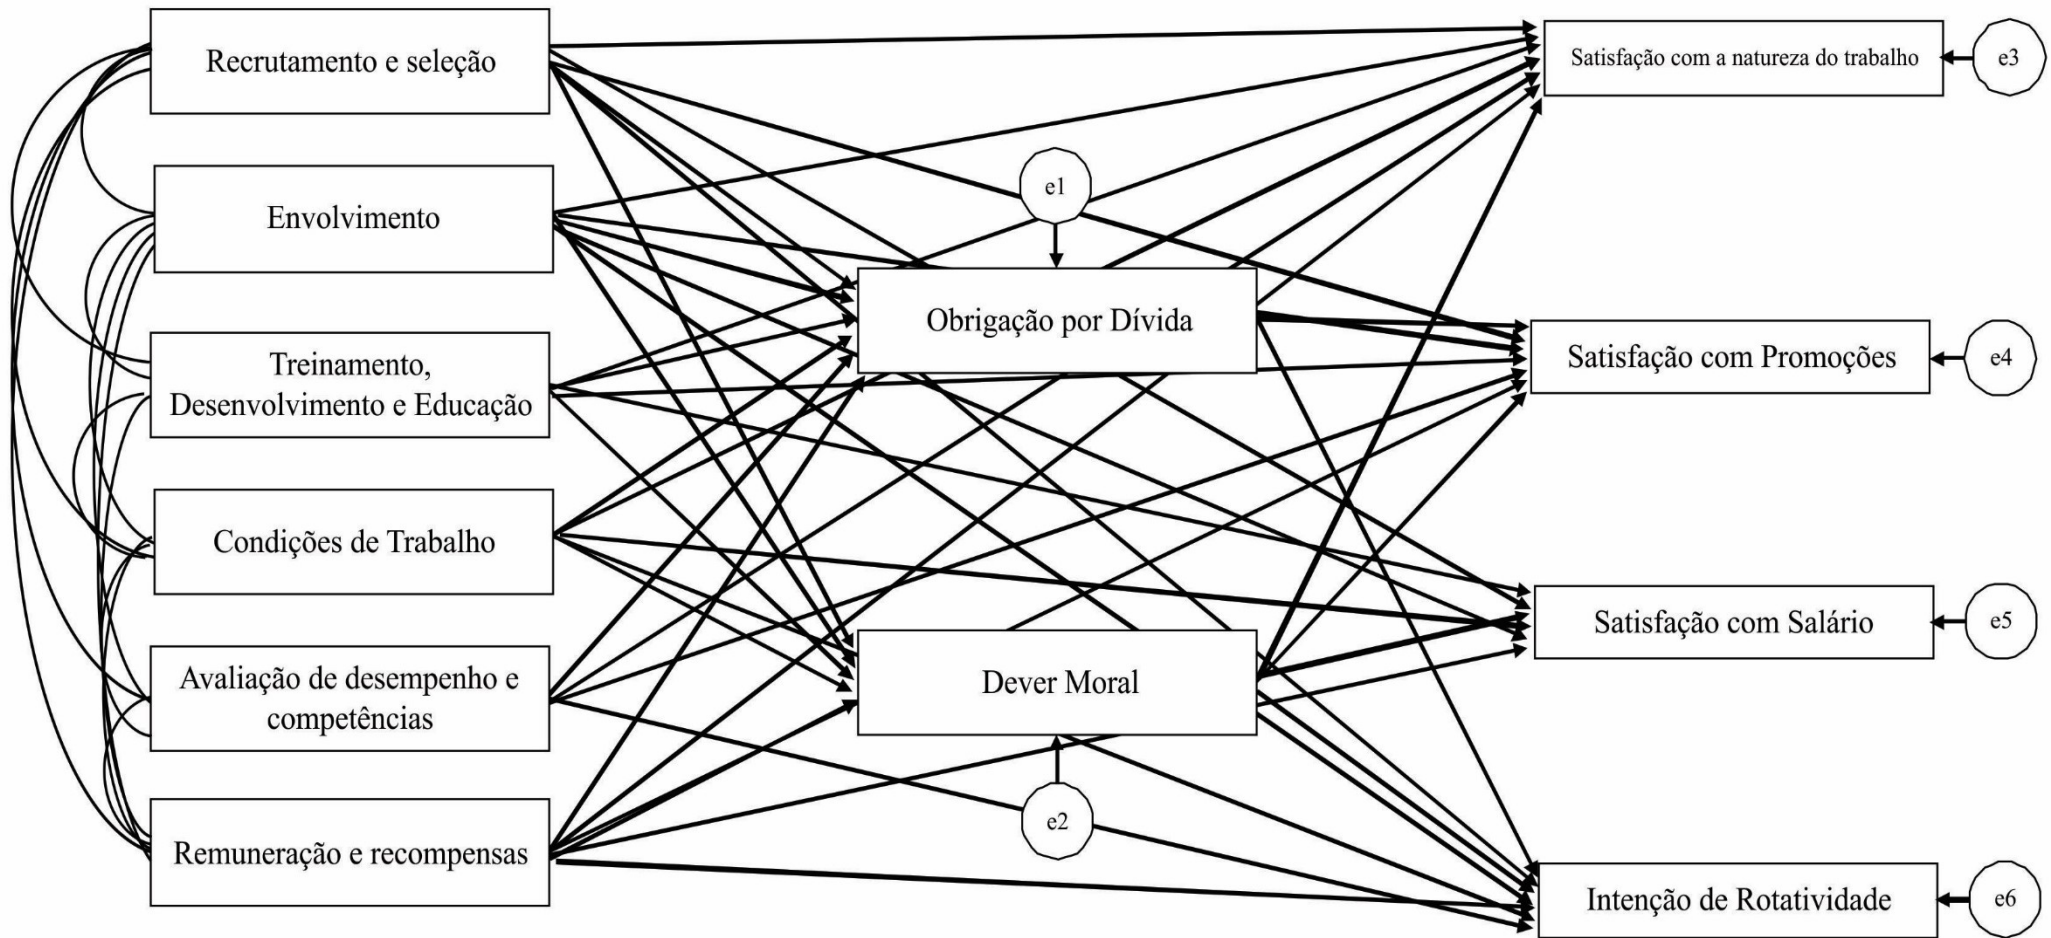 Recrutamento e seleção
Envolvimento
Treinamento,
Desenvolvimento e Educação
Condições de Trabalho
Avaliação de desempenho e
competências
Remuneração e recompensas
e1
Obrigação por Dívida
Dever Moral
e2
Satisfação com a natureza do trabalho
e3
Satisfação com Promoções
e4
Satisfação com Salário
e5
Intenção de Rotatividade
e6